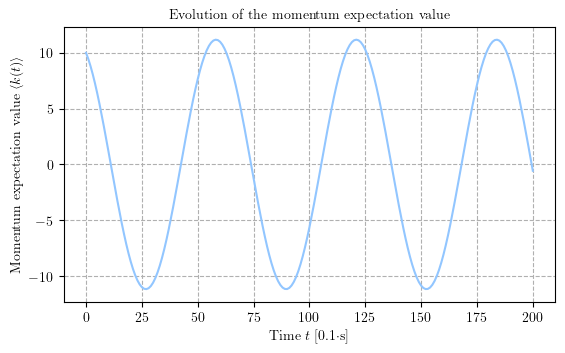 Evolution of the momentum expectation value
Momentum expectation value ⟨k(t)⟩
10
5
0
−5
−10
0 25 50 75 100 125 150 175 200
Time t [0.1·s]